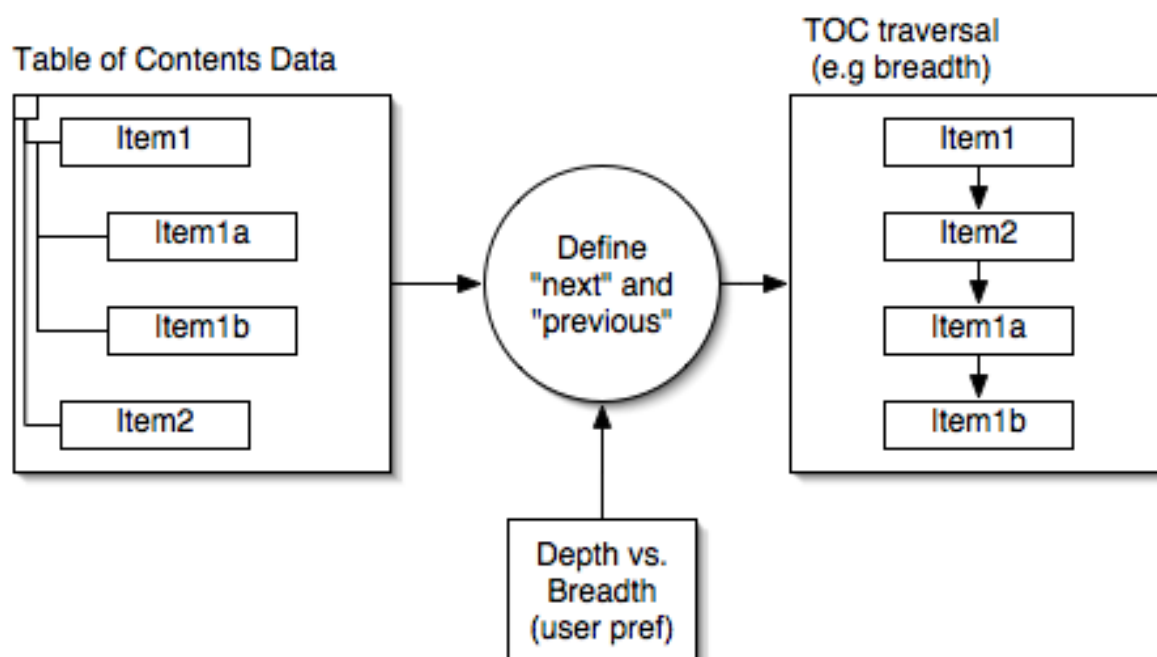 Table of Contents Data
Item1
Item1a
Item1b
Item2
Define
"next" and
"previous"
Depth vs.
Breadth
(user pref)
TOC traversal
(e.g breadth)
Item1
Item2
Item1a
Item1b